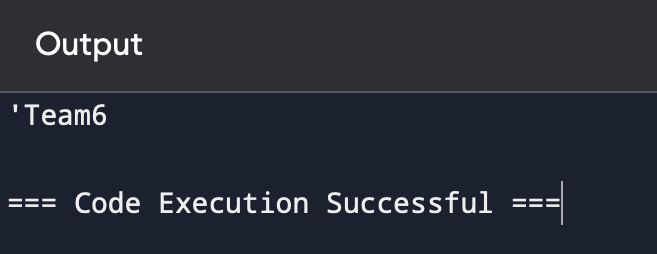 Output
'Team6
=== Code Execution Successful ===